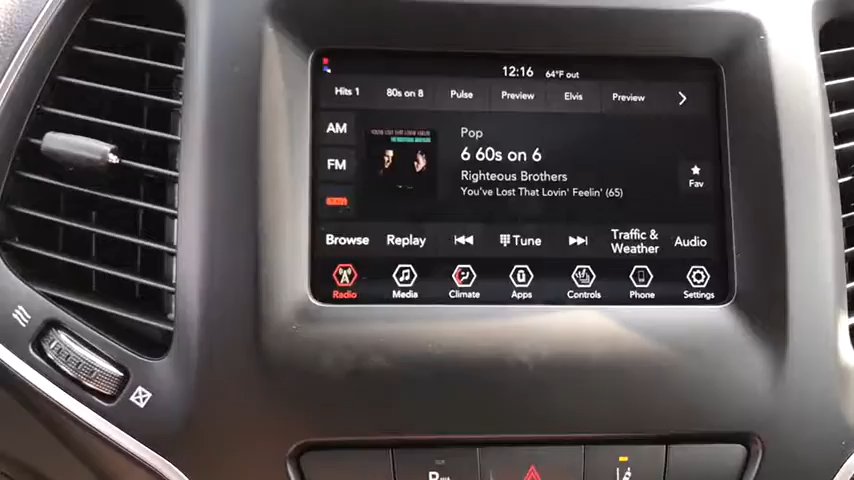 12:16 64°F out
Hits 1 80s on 8 Pulse Preview Elvis Preview
AM
FM
Pop
6 60s on 6
Righteous Brothers
You've Lost That Lovin' Feelin' (65)
Fav
Browse Replay Tune Traffic & Weather Audio
Radio Media Climate Apps Controls Phone Settings